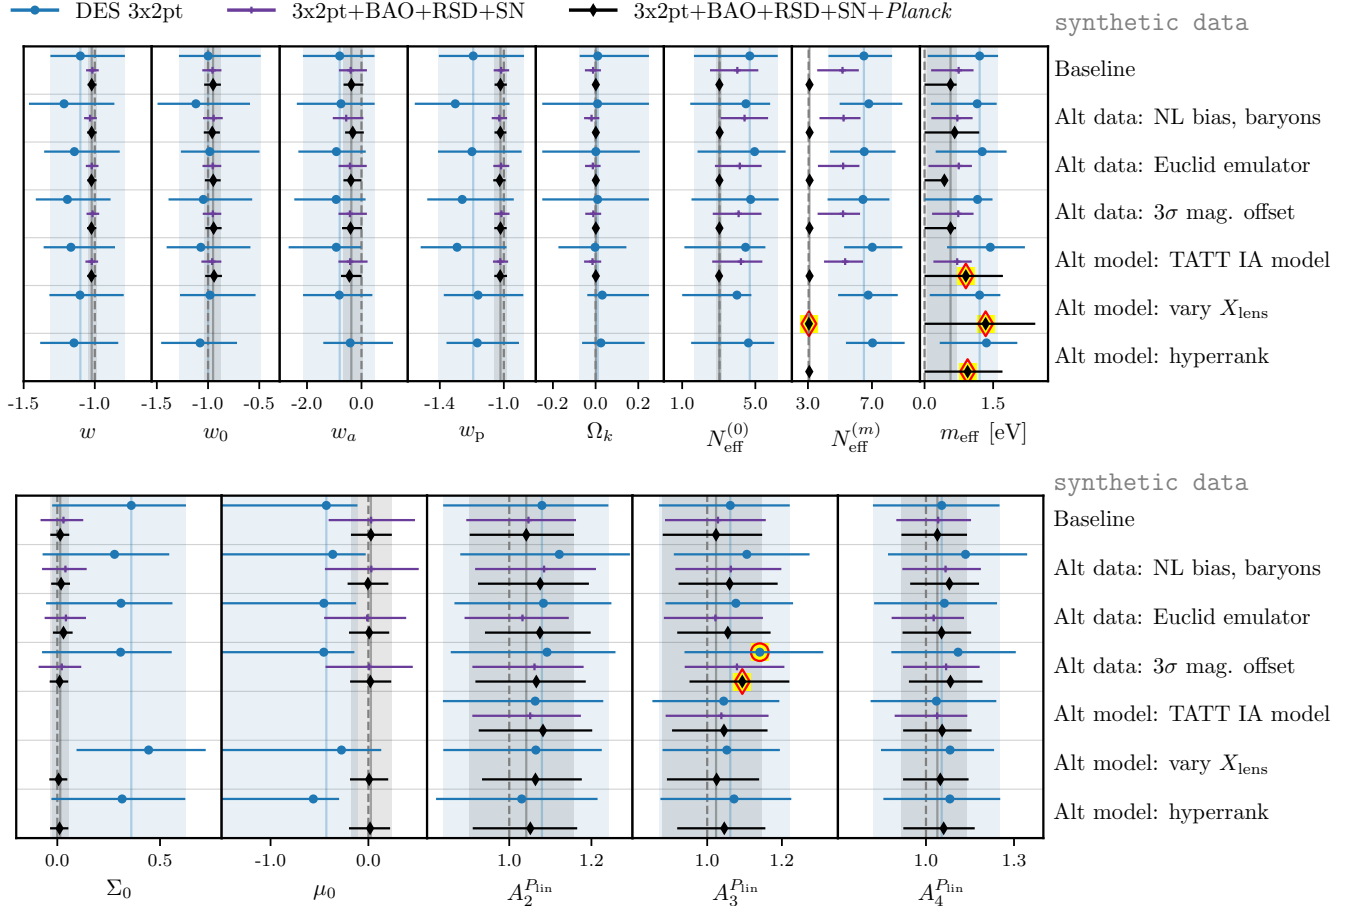 DES 3x2pt 3x2pt+BAO+RSD+SN 3x2pt+BAO+RSD+SN+Planck
synthetic data
Baseline
Alt data: NL bias, baryons
Alt data: Euclid emulator
Alt data: 3σ mag. offset
Alt model: TATT IA model
Alt model: vary X_lens
Alt model: hyperrank
-1.5 -1.0 -1.5 -1.0 -0.5 -2.0 0.0 -1.4 -1.0 -0.2 0.0 0.2 1.0 5.0 3.0 7.0 0.0 1.5
w w_0 w_a w_p Ω_k N_eff^(0) N_eff^(m) m_eff [eV]
synthetic data
Baseline
Alt data: NL bias, baryons
Alt data: Euclid emulator
Alt data: 3σ mag. offset
Alt model: TATT IA model
Alt model: vary X_lens
Alt model: hyperrank
0.0 0.5 -1.0 0.0 1.0 1.2 1.0 1.2 1.0 1.3
Σ_0 μ_0 A_2^{P_lin} A_3^{P_lin} A_4^{P_lin}